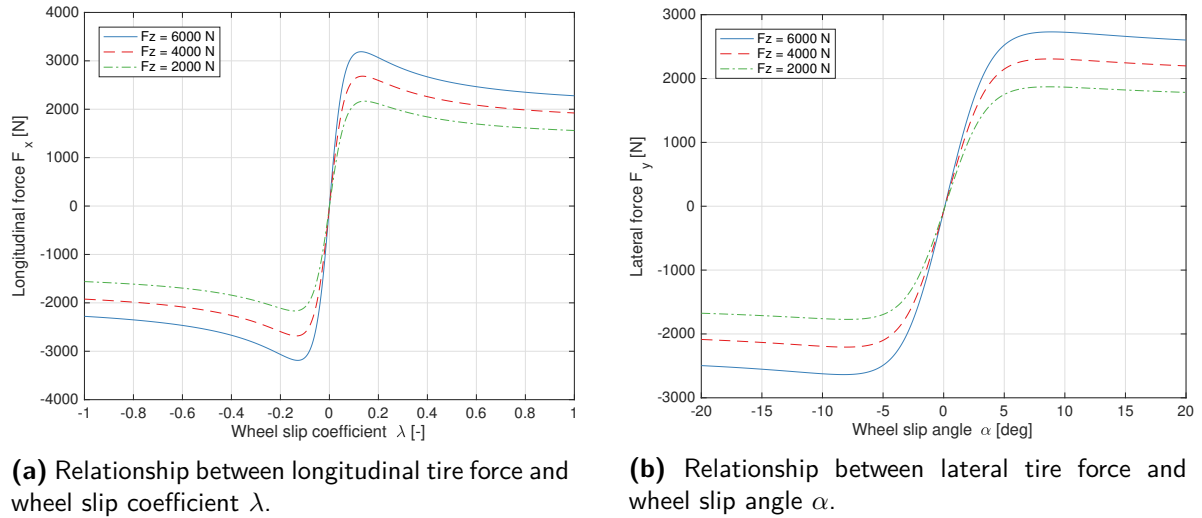 4000
3000
2000
1000
0
-1000
-2000
-3000
-4000
Longitudinal force F_x [N]
Fz = 6000 N
Fz = 4000 N
Fz = 2000 N
-1 -0.8 -0.6 -0.4 -0.2 0 0.2 0.4 0.6 0.8 1
Wheel slip coefficient λ [-]
(a) Relationship between longitudinal tire force and
wheel slip coefficient λ.
3000
2000
1000
0
-1000
-2000
-3000
Lateral force F_y [N]
Fz = 6000 N
Fz = 4000 N
Fz = 2000 N
-20 -15 -10 -5 0 5 10 15 20
Wheel slip angle α [deg]
(b) Relationship between lateral tire force and
wheel slip angle α.